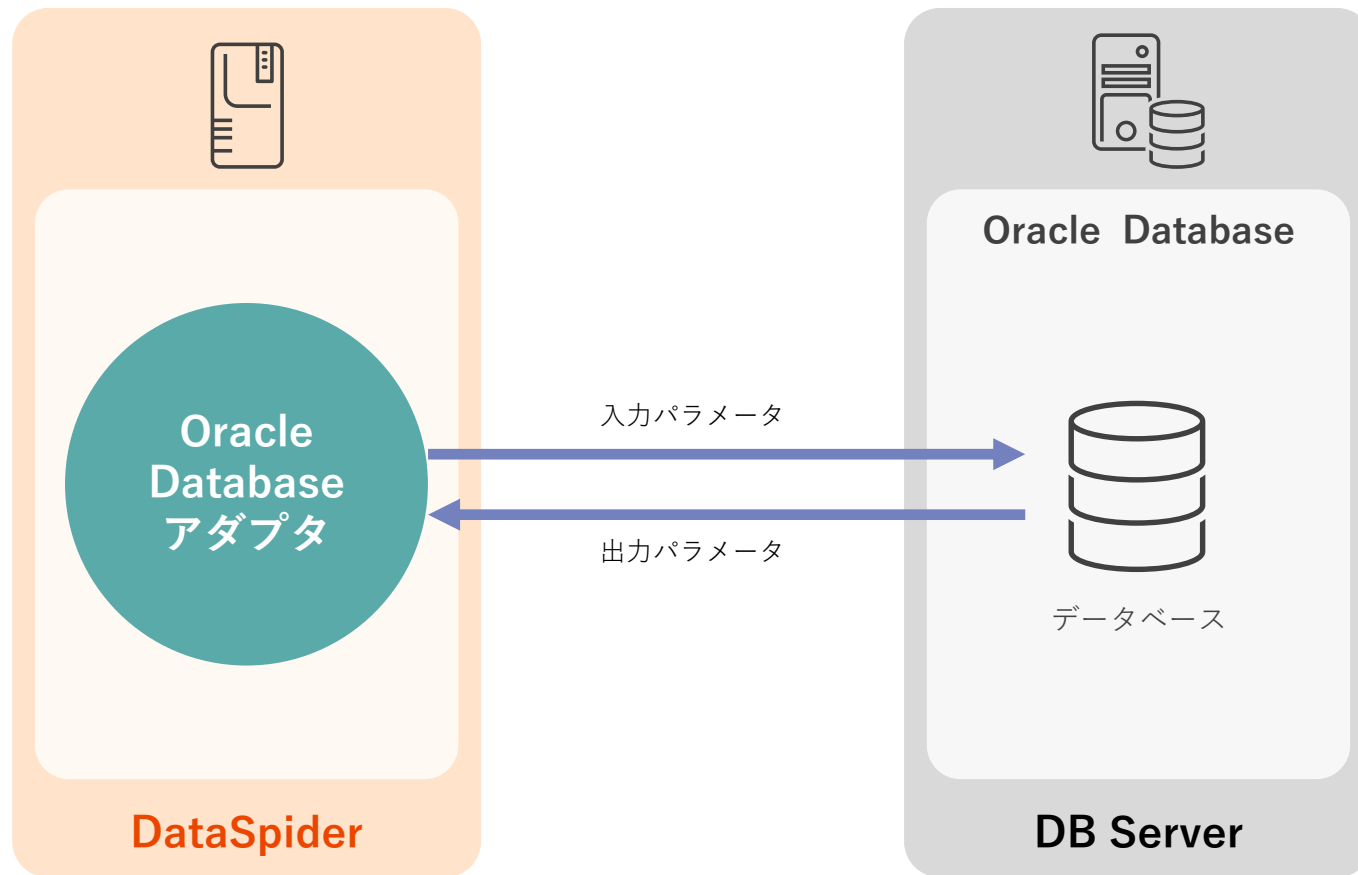 Oracle Database
Oracle
Database
アダプタ
入力パラメータ
出力パラメータ
データベース
DataSpider
DB Server